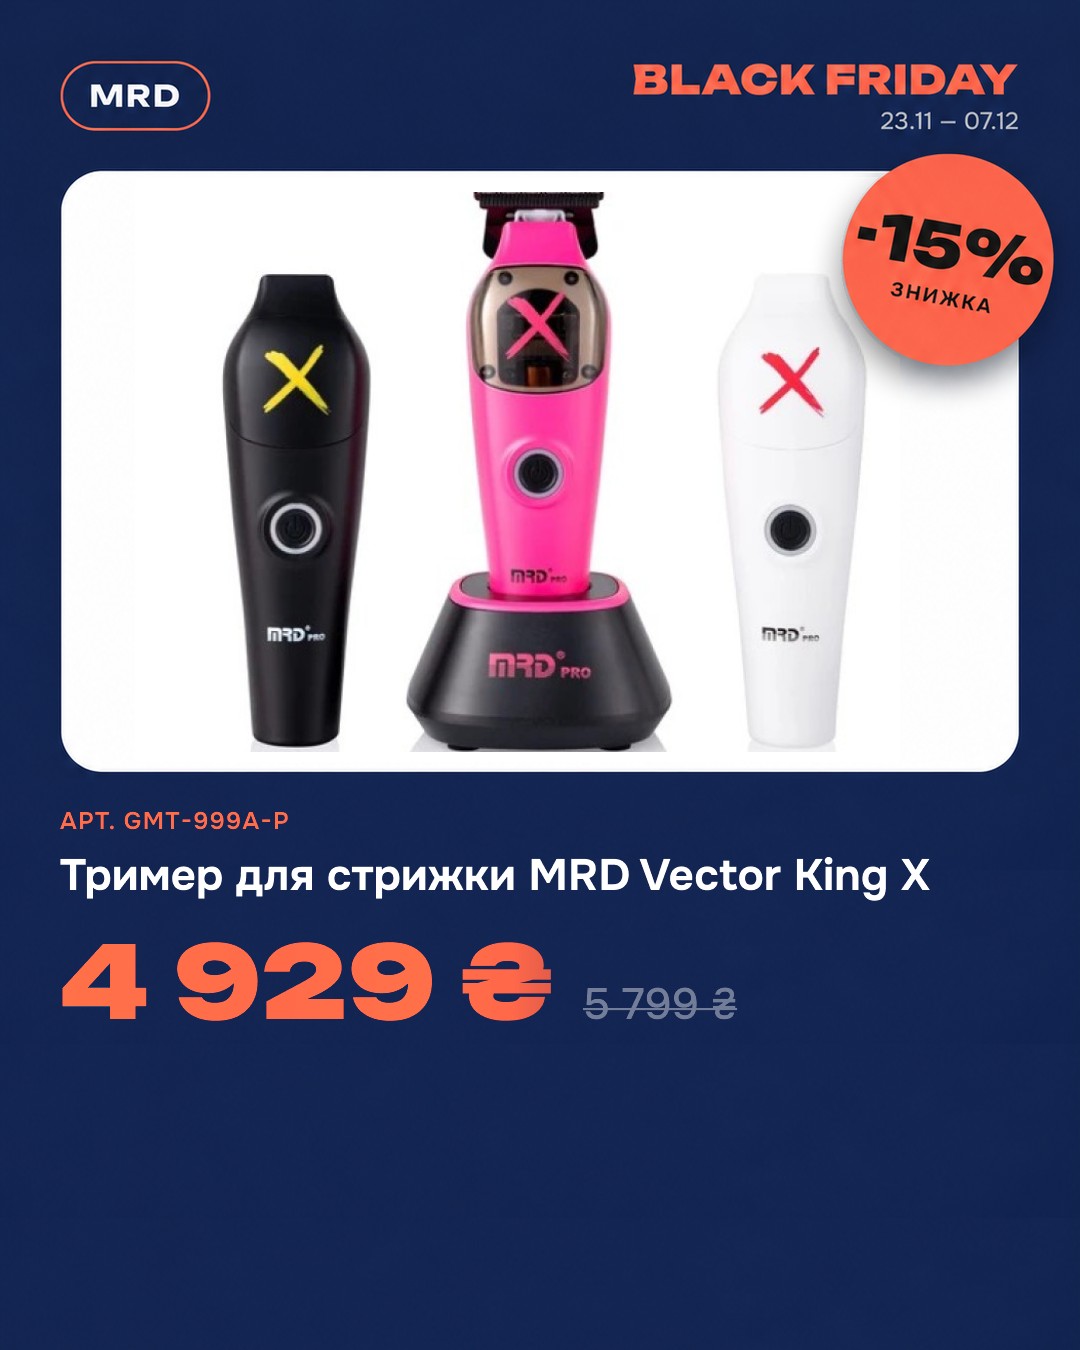 MRD
BLACK FRIDAY
23.11 — 07.12
-15%
ЗНИЖКА
X
X
X
MRD® PRO
MRD® PRO
MRD® PRO
MRD® PRO
АРТ. GMT-999A-P
Тример для стрижки MRD Vector King X
4 929 ₴
5 799 ₴